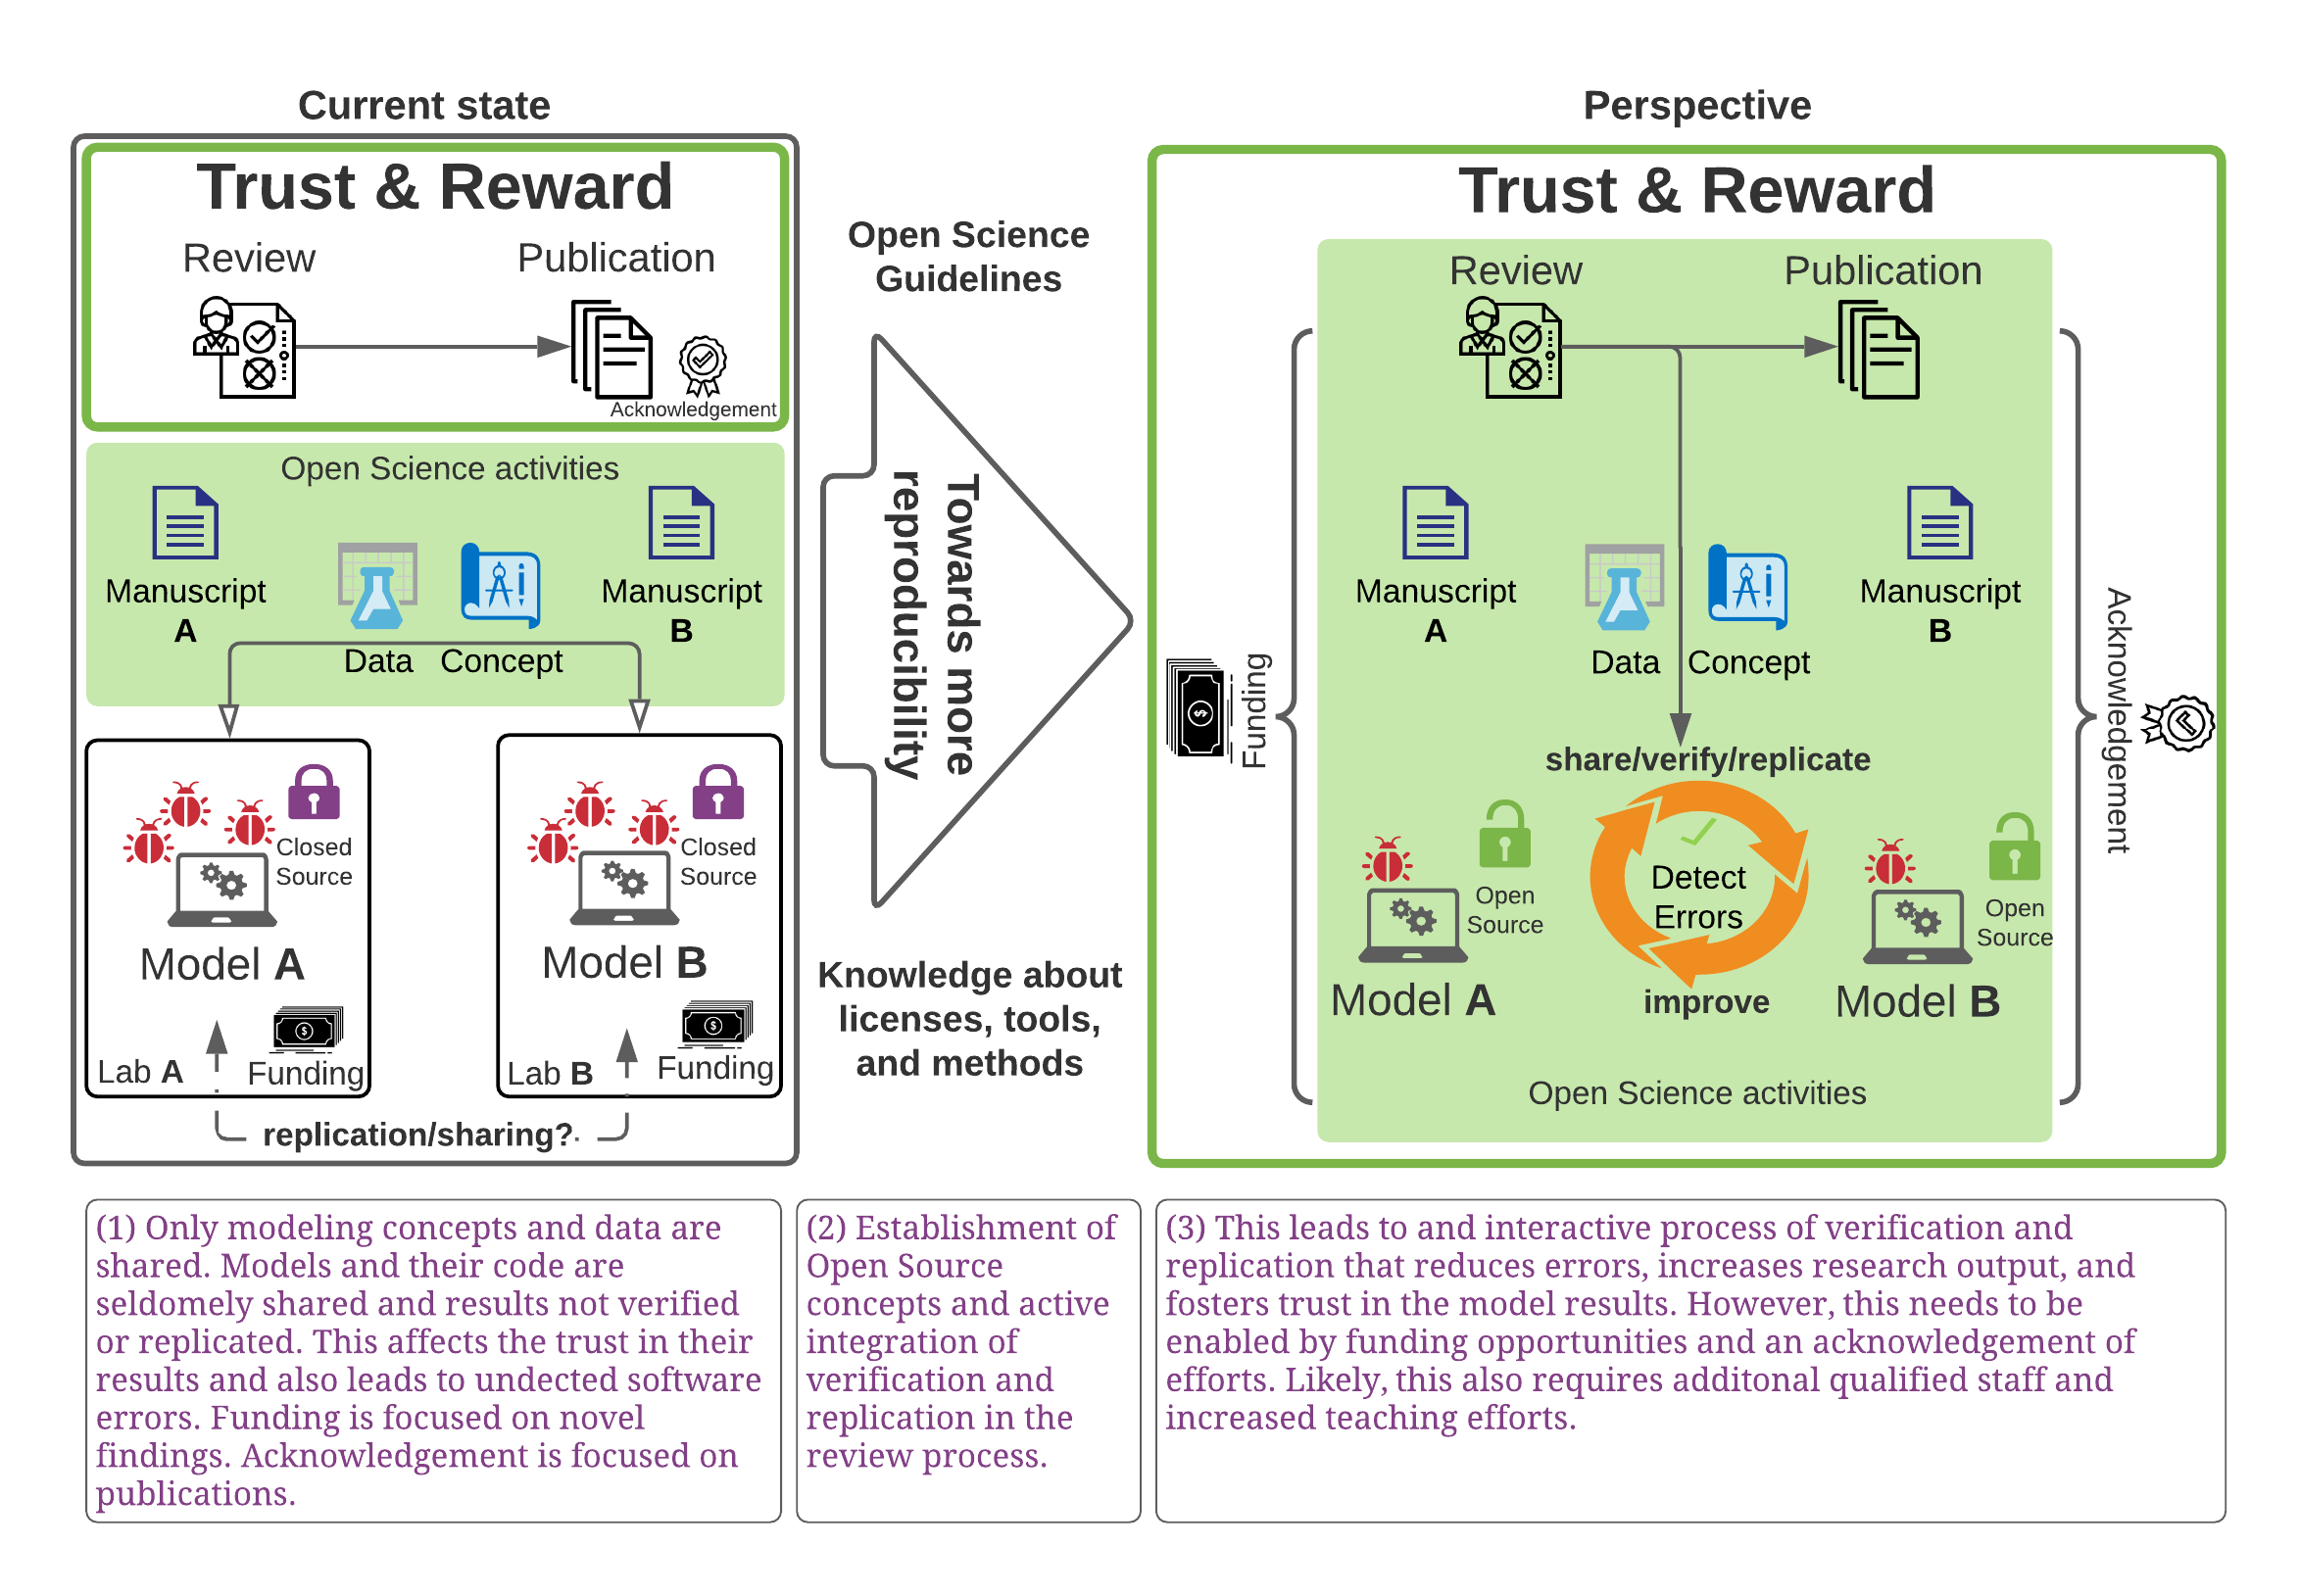 Current state
Trust & Reward
Review
Publication
Acknowledgement
Open Science activities
Manuscript
A
Data
Concept
Manuscript
B
Closed
Source
Model A
Lab A
Funding
Closed
Source
Model B
Lab B
Funding
replication/sharing?
Open Science
Guidelines
Towards more
reproducibility
Knowledge about
licenses, tools,
and methods
Perspective
Trust & Reward
Review
Publication
Manuscript
A
Data
Concept
Manuscript
B
Funding
Acknowledgement
share/verify/replicate
Detect
Errors
improve
Open
Source
Model A
Open
Source
Model B
Open Science activities
(1) Only modeling concepts and data are
shared. Models and their code are
seldomely shared and results not verified
or replicated. This affects the trust in their
results and also leads to undected software
errors. Funding is focused on novel
findings. Acknowledgement is focused on
publications.
(2) Establishment of
Open Source
concepts and active
integration of
verification and
replication in the
review process.
(3) This leads to and interactive process of verification and
replication that reduces errors, increases research output, and
fosters trust in the model results. However, this needs to be
enabled by funding opportunities and an acknowledgement of
efforts. Likely, this also requires additonal qualified staff and
increased teaching efforts.